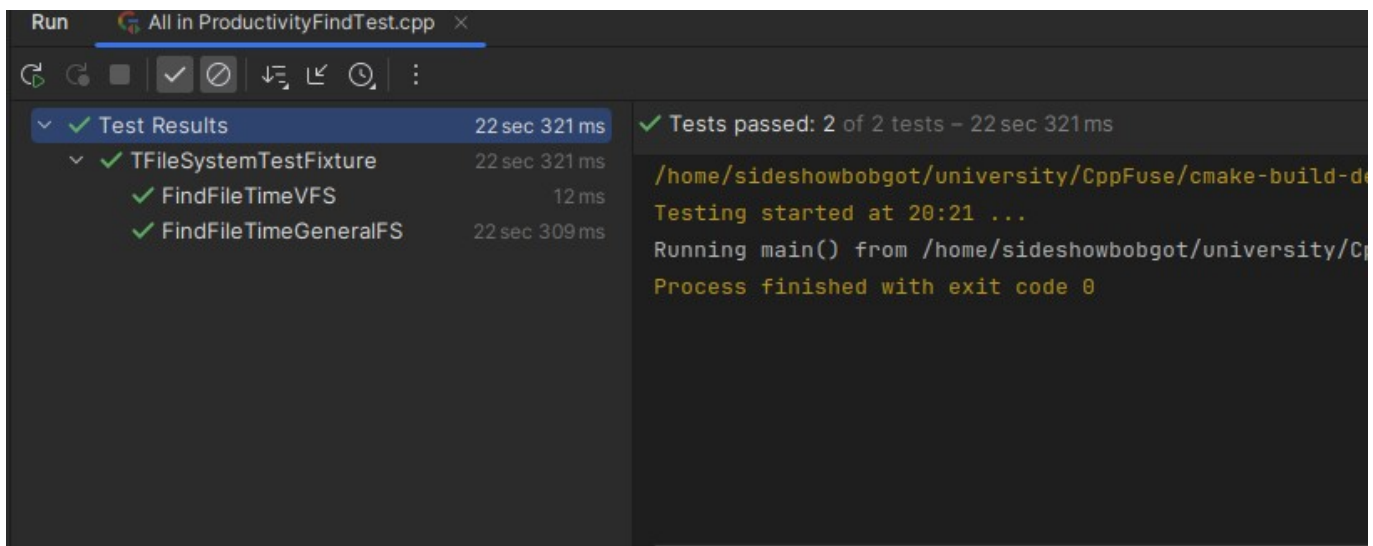 Run All in ProductivityFindTest.cpp
Test Results 22 sec 321 ms
TFileSystemTestFixture 22 sec 321 ms
FindFileTimeVFS 12 ms
FindFileTimeGeneralFS 22 sec 309 ms
Tests passed: 2 of 2 tests – 22 sec 321 ms
/home/sideshowbobgot/university/CppFuse/cmake-build-de
Testing started at 20:21 ...
Running main() from /home/sideshowbobgot/university/Cp
Process finished with exit code 0